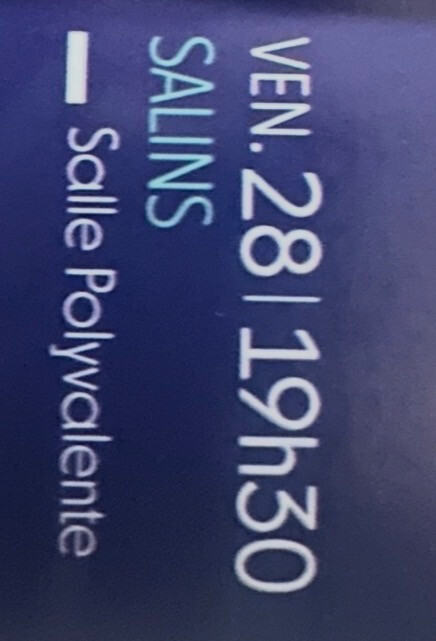 VEN. 28 | 19h30
SALINS
Salle Polyvalente